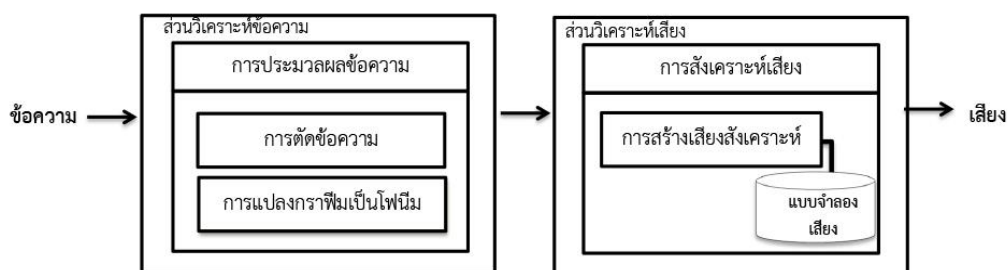 ส่วนวิเคราะห์ข้อความ
การประมวลผลข้อความ
ข้อความ
การตัดข้อความ
การแปลงกราฟีมเป็นโฟนีม
ส่วนวิเคราะห์เสียง
การสังเคราะห์เสียง
การสร้างเสียงสังเคราะห์
แบบจำลอง
เสียง
เสียง